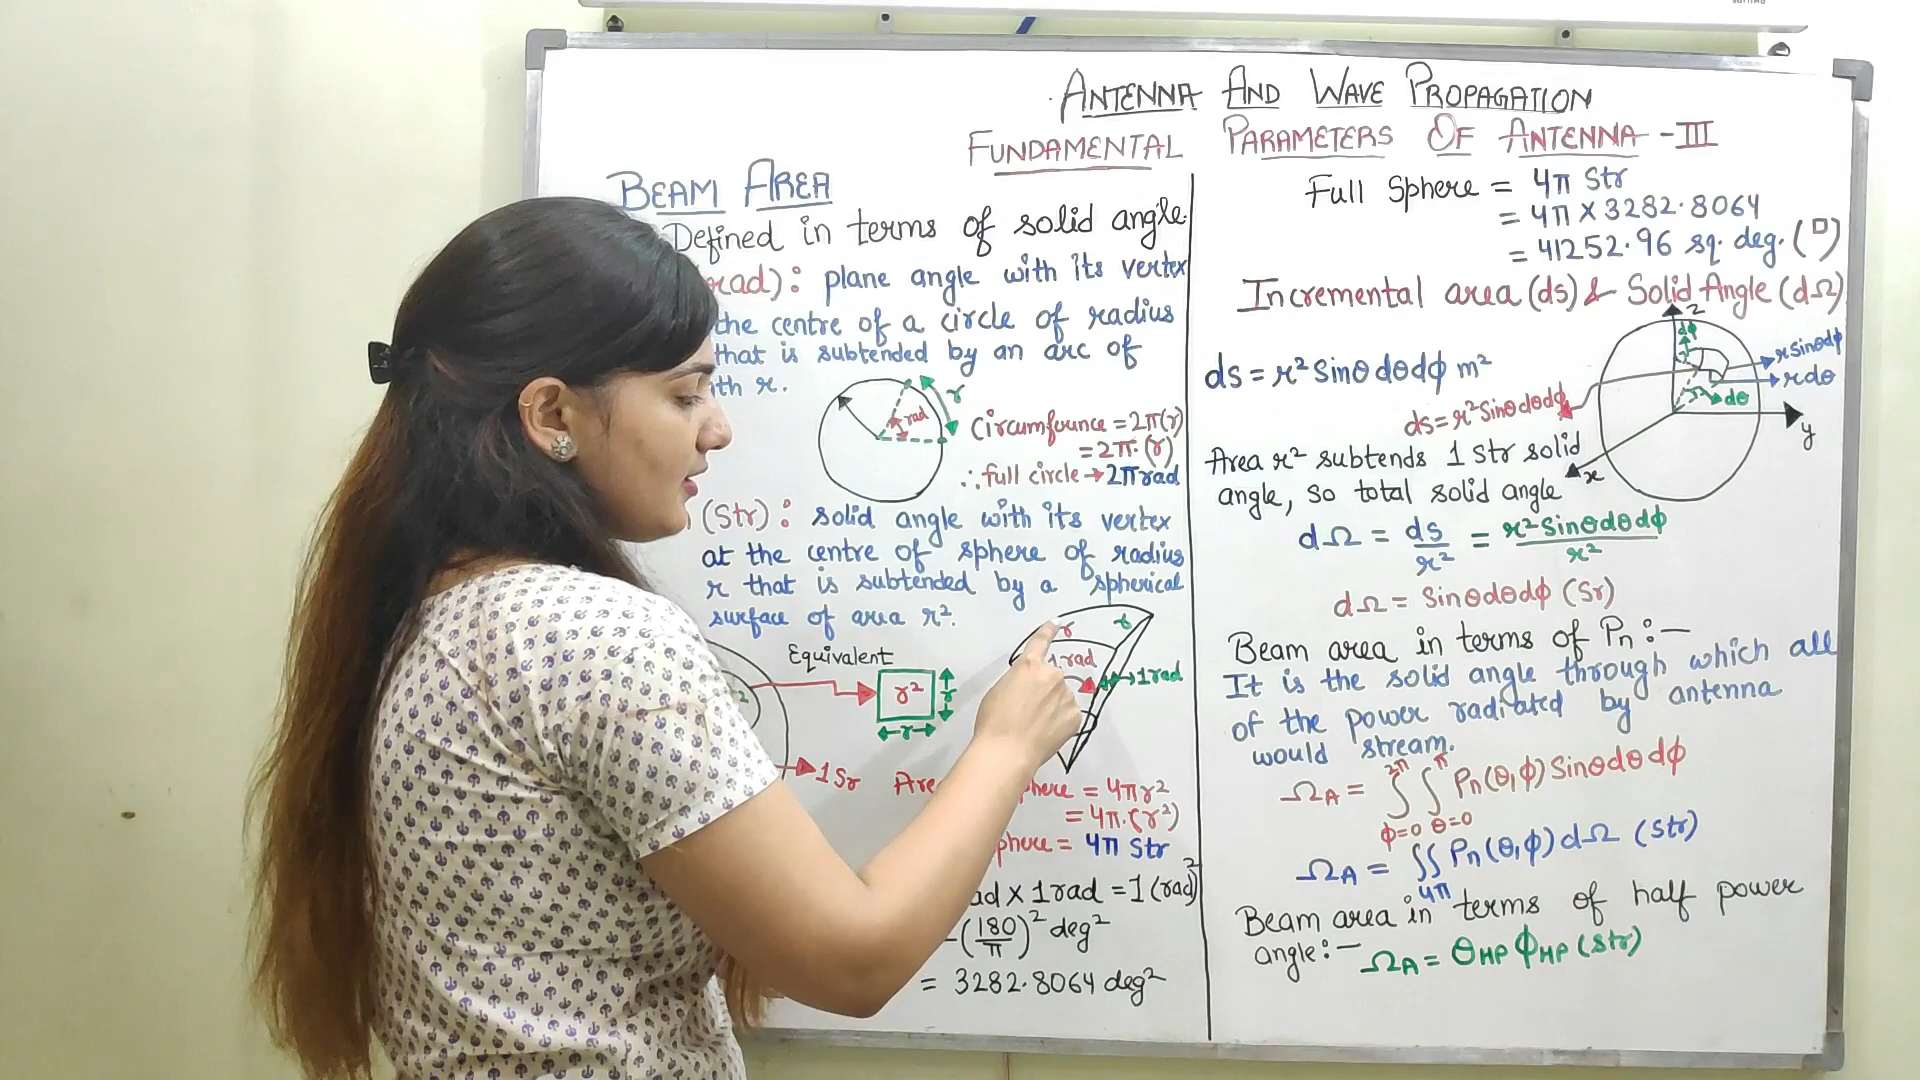 ANTENNA AND WAVE PROPAGATION
FUNDAMENTAL PARAMETERS OF ANTENNA-III
BEAM AREA
Defined in terms of solid angle.
rad): plane angle with its vertex
the centre of a circle of radius
that is subtended by an arc of
th r.
r
1 rad
Circumference = 2π(r)
= 2π·(r)
∴ full circle → 2π rad
(Str): solid angle with its vertex
at the centre of sphere of radius
r that is subtended by a spherical
surface of area r².
Equivalent
r²
r
r
1 Sr
r
r
1 rad
1 rad
here = 4πr²
= 4π·(r²)
phere = 4π Str
ad × 1 rad = 1 (rad)²
(180/π)² deg²
= 3282.8064 deg²
Full Sphere = 4π Str
= 4π × 3282.8064
= 41252.96 sq. deg. (□)
Incremental area (ds) & Solid Angle (dΩ)
ds = r² Sinθ dθ dϕ m²
z
dϕ
r sinθdϕ
r dθ
dθ
y
x
ds = r² Sinθ dθ dϕ
Area r² subtends 1 Str solid
angle, so total solid angle
dΩ = ds/r² = r² Sinθ dθ dϕ/r²
dΩ = Sinθ dθ dϕ (Sr)
Beam area in terms of Pn:-
It is the solid angle through which all
of the power radiated by antenna
would stream.
ΩA = ∫ϕ=0^2π ∫θ=0^π Pn(θ,ϕ) Sinθ dθ dϕ
ΩA = ∬4π Pn(θ,ϕ) dΩ (Str)
Beam area in terms of half power
angle:- ΩA = θHP ϕHP (Str)